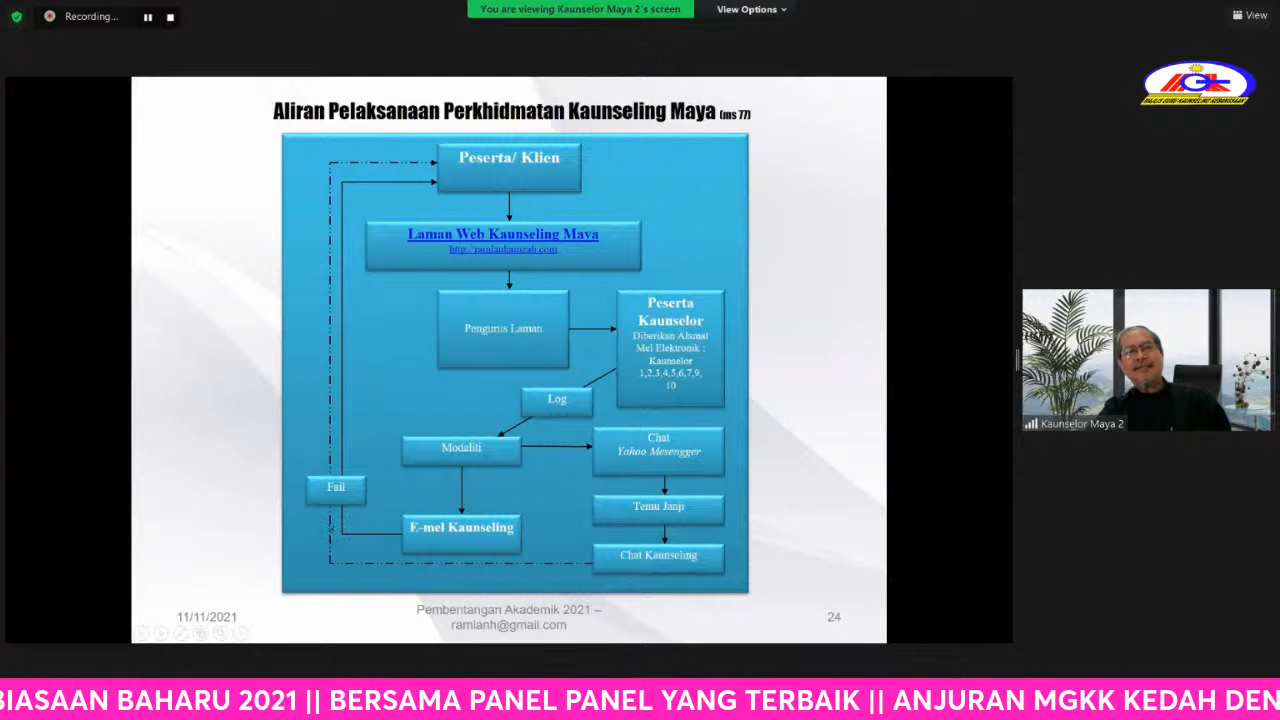 Recording...
You are viewing Kaunselor Maya 2's screen
View Options
View
MAJLIS GURU KAUNSELING KEBANGSAAN
Aliran Pelaksanaan Perkhidmatan Kaunseling Maya (ms 77)
Peserta/ Klien
Laman Web Kaunseling Maya
Pengurus Laman
Peserta
Kaunselor
Diberikan Alamat
Mel Elektronik :
Kaunselor
1,2,3,4,5,6,7,9,
10
Log
Modaliti
Chat
Yahoo Mesengger
Fail
Temu Janji
E-mel Kaunseling
Chat Kaunseling
11/11/2021
Pembentangan Akademik 2021 –
ramlanh@gmail.com
24
Kaunselor Maya 2
BIASAAN BAHARU 2021 || BERSAMA PANEL PANEL YANG TERBAIK || ANJURAN MGKK KEDAH DEN